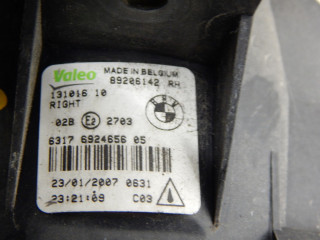 Valeo MADE IN BELGIUM
89206142 RH
131016 10
RIGHT
02B E2 2703
6317 6924656 05
23/01/2007 0631
23:21:09 C03